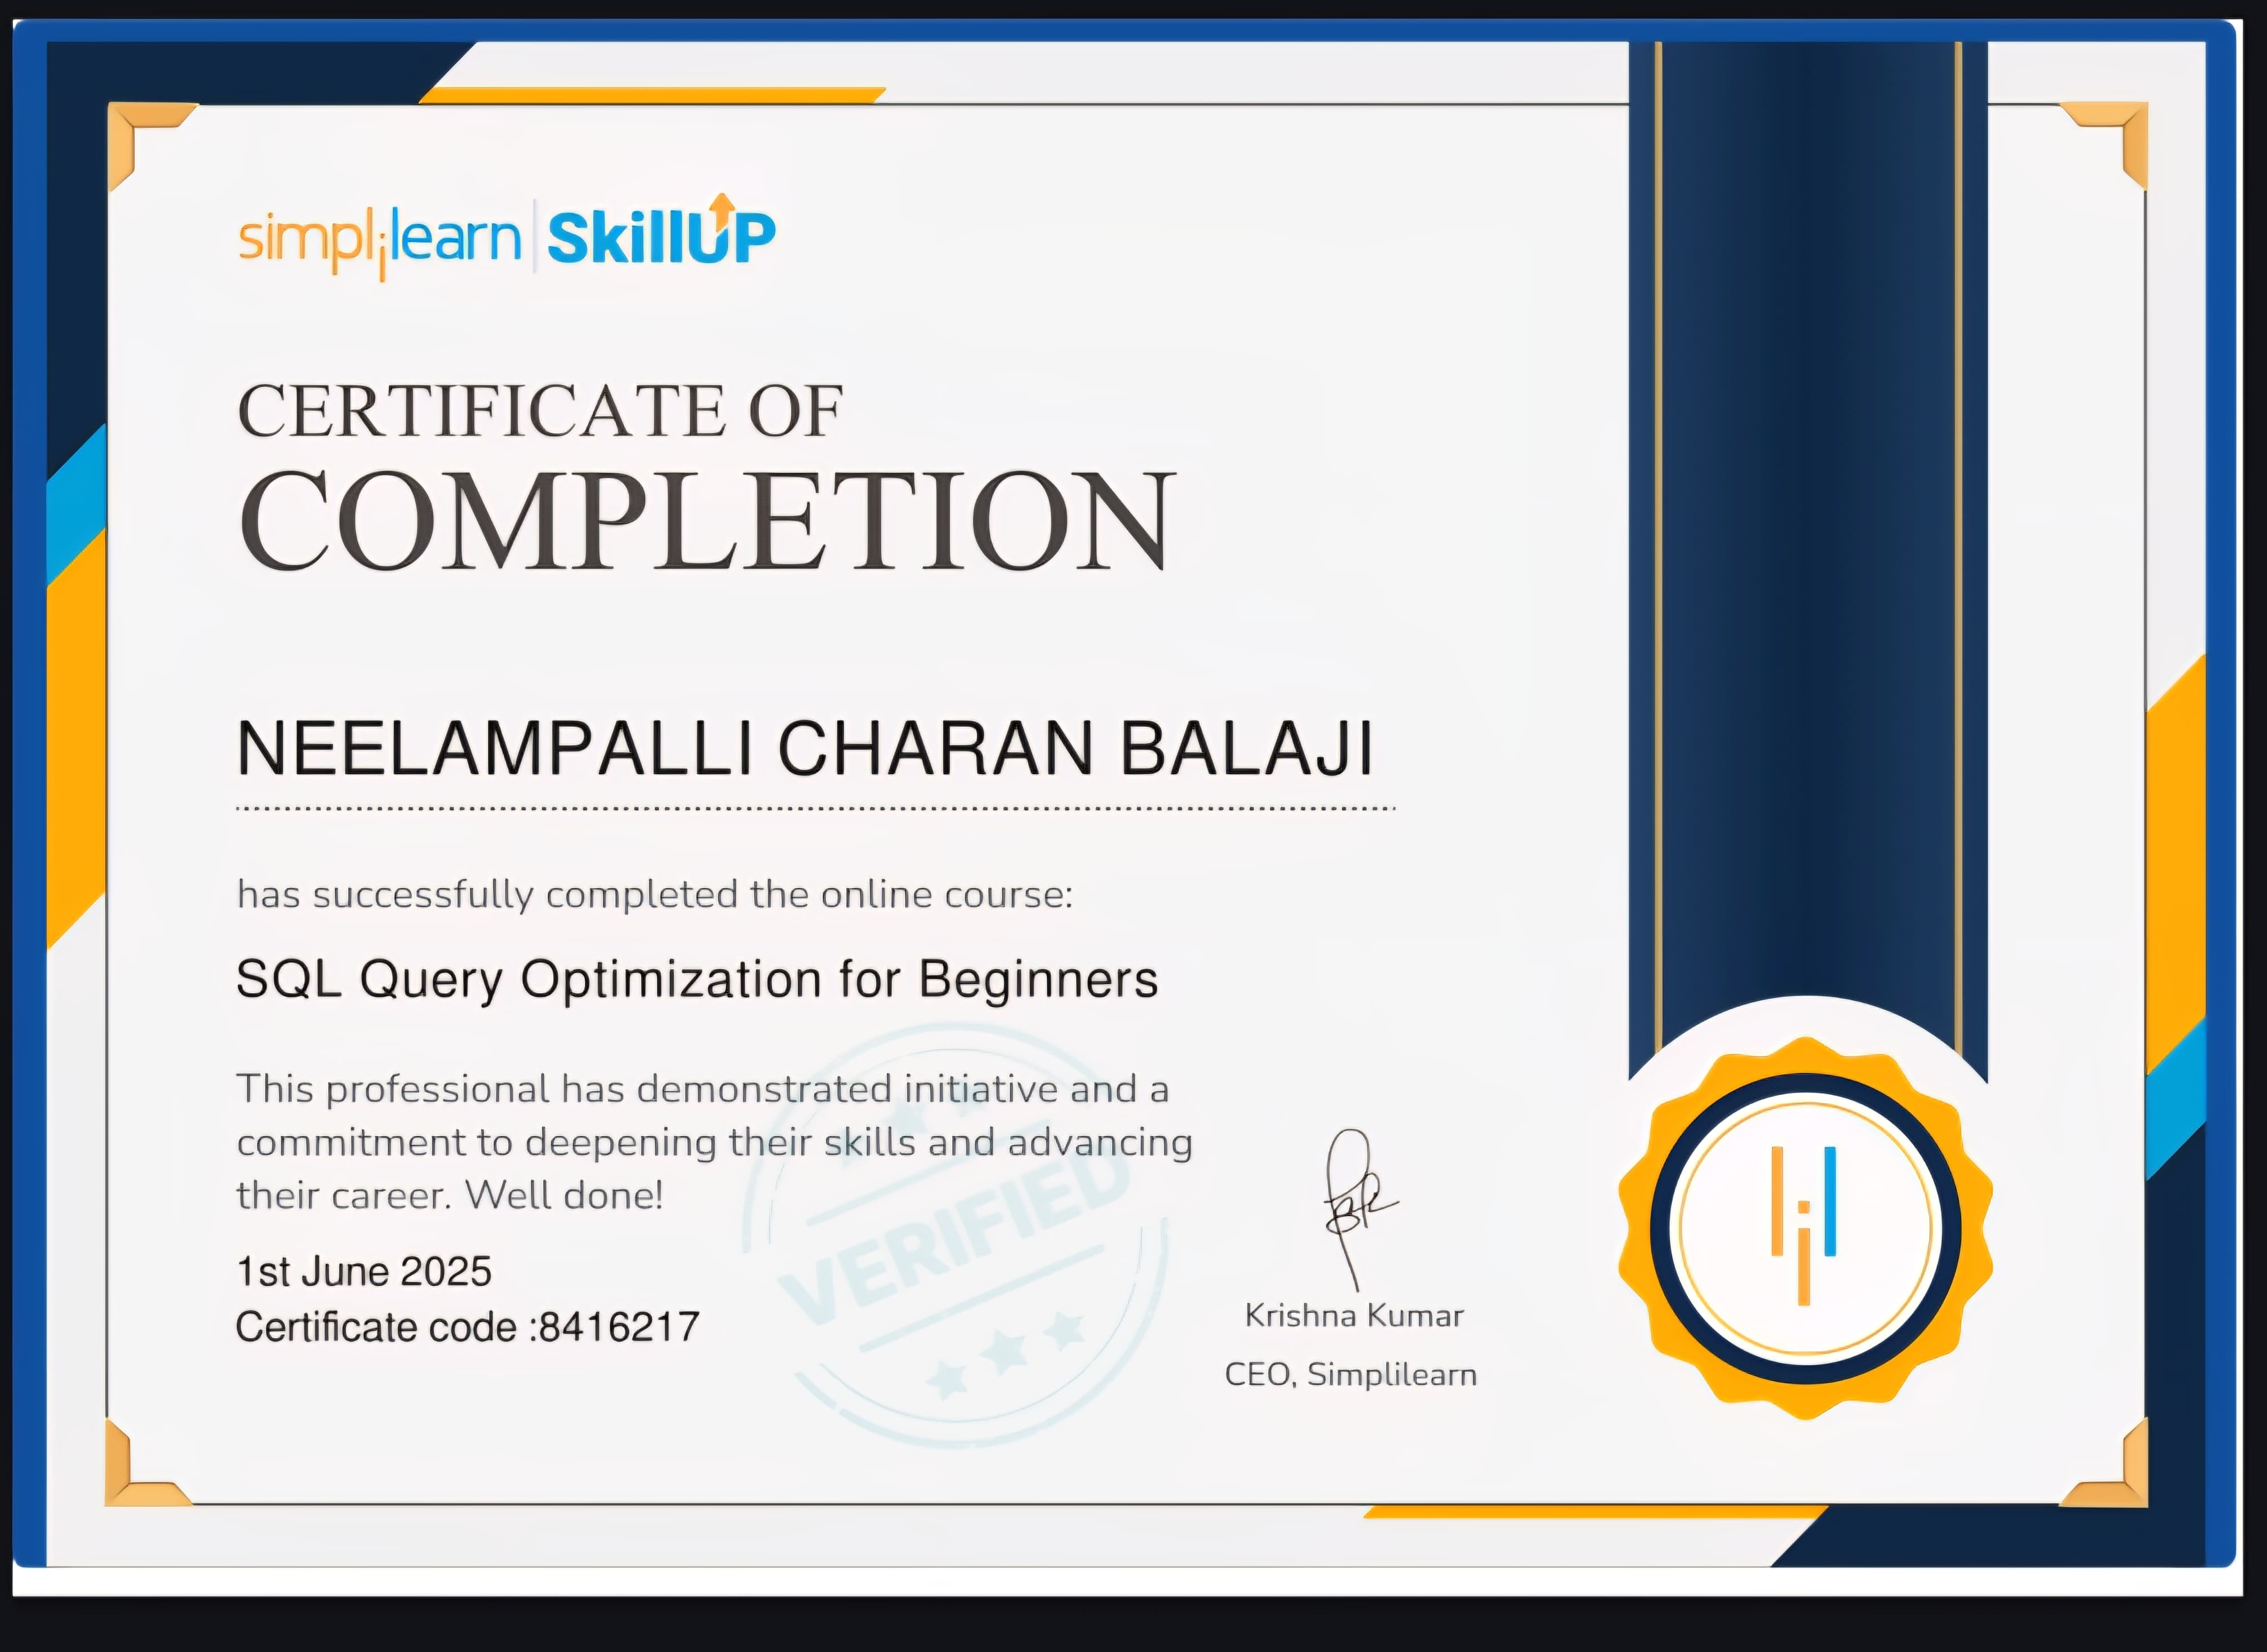 simplilearn | SkillUP
CERTIFICATE OF
COMPLETION
NEELAMPALLI CHARAN BALAJI
has successfully completed the online course:
SQL Query Optimization for Beginners
This professional has demonstrated initiative and a
commitment to deepening their skills and advancing
their career. Well done!
VERIFIED
1st June 2025
Certificate code :8416217
Krishna Kumar
CEO, Simplilearn